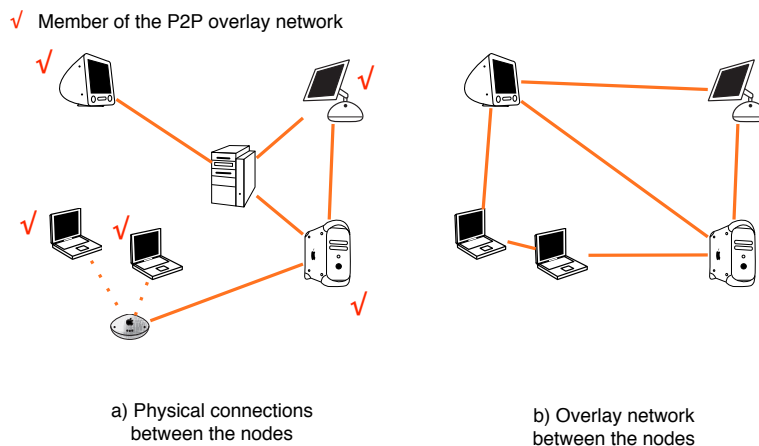 √ Member of the P2P overlay network
√
√
√
√
√
a) Physical connections
between the nodes
b) Overlay network
between the nodes